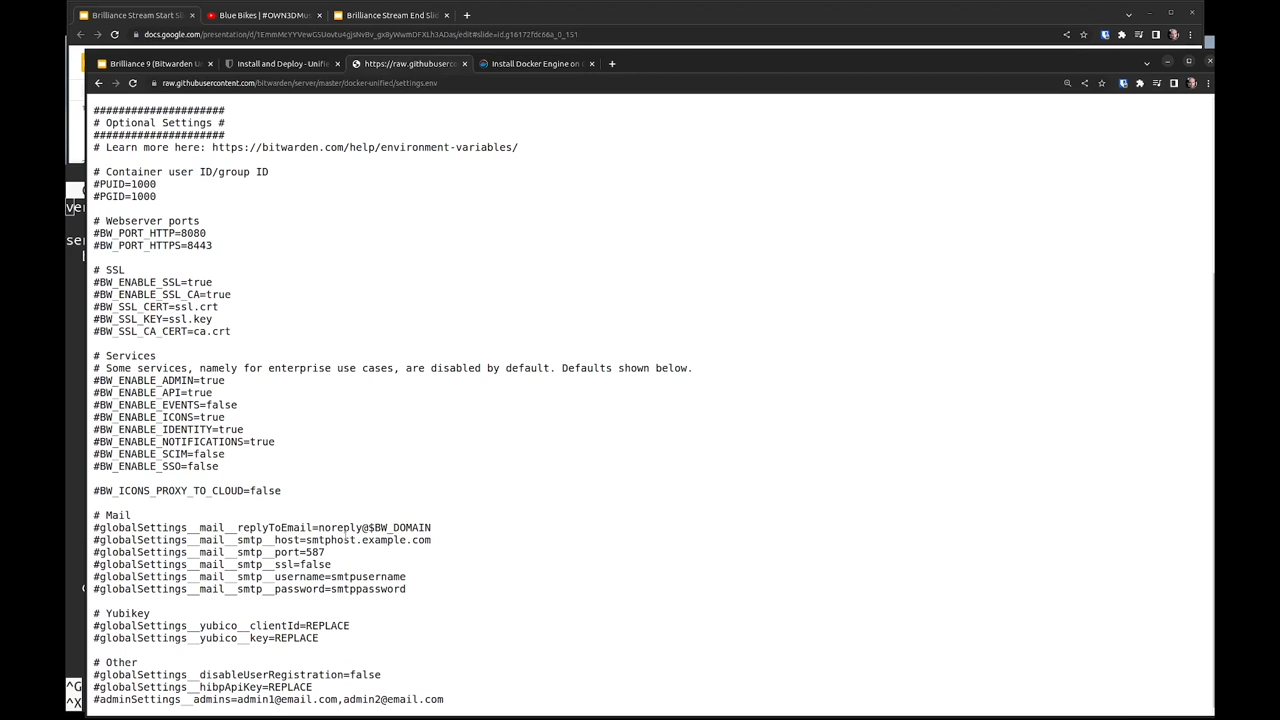 Brilliance Stream Start Sli
Blue Bikes | #OWN3DMus
Brilliance Stream End Slid
docs.google.com/presentation/d/1EmmMcYYVewGSUovtu4gjsNvBv_gx8yWwmDFXLh3ADas/edit#slide=id.g16172fdc66a_0_151
Brilliance 9 (Bitwarden U
Install and Deploy - Unifie
https://raw.githubuserco
Install Docker Engine on
raw.githubusercontent.com/bitwarden/server/master/docker-unified/settings.env
#####################
# Optional Settings #
#####################
# Learn more here: https://bitwarden.com/help/environment-variables/
# Container user ID/group ID
#PUID=1000
#PGID=1000
# Webserver ports
#BW_PORT_HTTP=8080
#BW_PORT_HTTPS=8443
# SSL
#BW_ENABLE_SSL=true
#BW_ENABLE_SSL_CA=true
#BW_SSL_CERT=ssl.crt
#BW_SSL_KEY=ssl.key
#BW_SSL_CA_CERT=ca.crt
# Services
# Some services, namely for enterprise use cases, are disabled by default. Defaults shown below.
#BW_ENABLE_ADMIN=true
#BW_ENABLE_API=true
#BW_ENABLE_EVENTS=false
#BW_ENABLE_ICONS=true
#BW_ENABLE_IDENTITY=true
#BW_ENABLE_NOTIFICATIONS=true
#BW_ENABLE_SCIM=false
#BW_ENABLE_SSO=false
#BW_ICONS_PROXY_TO_CLOUD=false
# Mail
#globalSettings__mail__replyToEmail=noreply@$BW_DOMAIN
#globalSettings__mail__smtp__host=smtphost.example.com
#globalSettings__mail__smtp__port=587
#globalSettings__mail__smtp__ssl=false
#globalSettings__mail__smtp__username=smtpusername
#globalSettings__mail__smtp__password=smtppassword
# Yubikey
#globalSettings__yubico__clientId=REPLACE
#globalSettings__yubico__key=REPLACE
# Other
#globalSettings__disableUserRegistration=false
#globalSettings__hibpApiKey=REPLACE
#adminSettings__admins=admin1@email.com,admin2@email.com
ver
ser
^G
^X